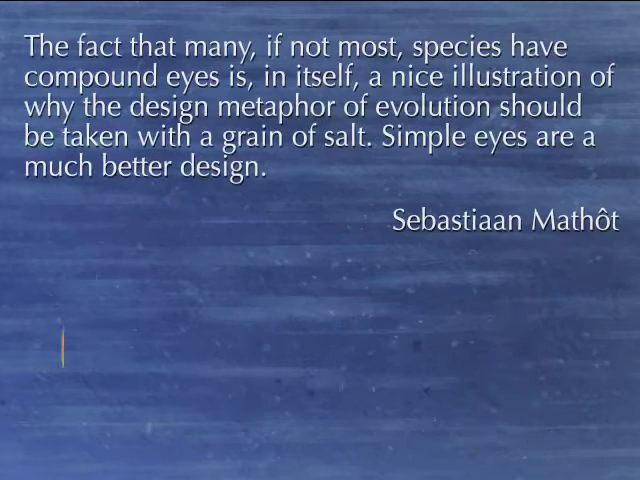 The fact that many, if not most, species have
compound eyes is, in itself, a nice illustration of
why the design metaphor of evolution should
be taken with a grain of salt. Simple eyes are a
much better design.
Sebastiaan Mathôt